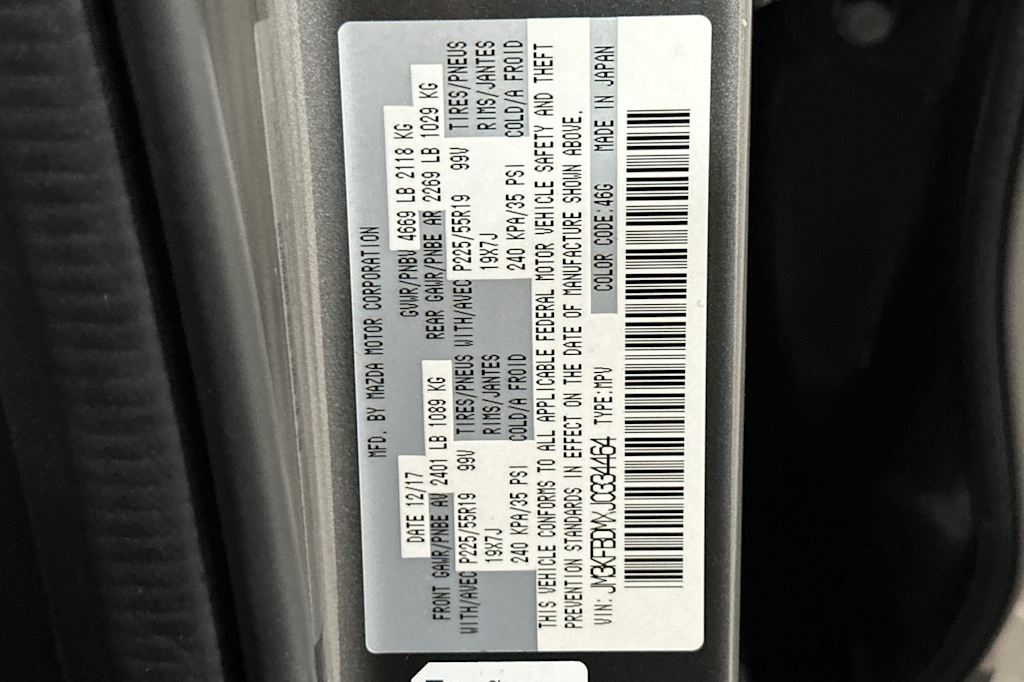 MFD. BY MAZDA MOTOR CORPORATION
DATE 12/17 GVWR/PNBV 4669 LB 2118 KG
FRONT GAWR/PNBE AV 2401 LB 1089 KG REAR GAWR/PNBE AR 2269 LB 1029 KG
WITH/AVEC P225/55R19 99V TIRES/PNEUS WITH/AVEC P225/55R19 99V TIRES/PNEUS
19X7J RIMS/JANTES 19X7J RIMS/JANTES
240 KPA/35 PSI COLD/A FROID 240 KPA/35 PSI COLD/A FROID
THIS VEHICLE CONFORMS TO ALL APPLICABLE FEDERAL MOTOR VEHICLE SAFETY AND THEFT
PREVENTION STANDARDS IN EFFECT ON THE DATE OF MANUFACTURE SHOWN ABOVE.
VIN: JM3KFBDMXJ0334464 TYPE:MPV COLOR CODE:46G MADE IN JAPAN